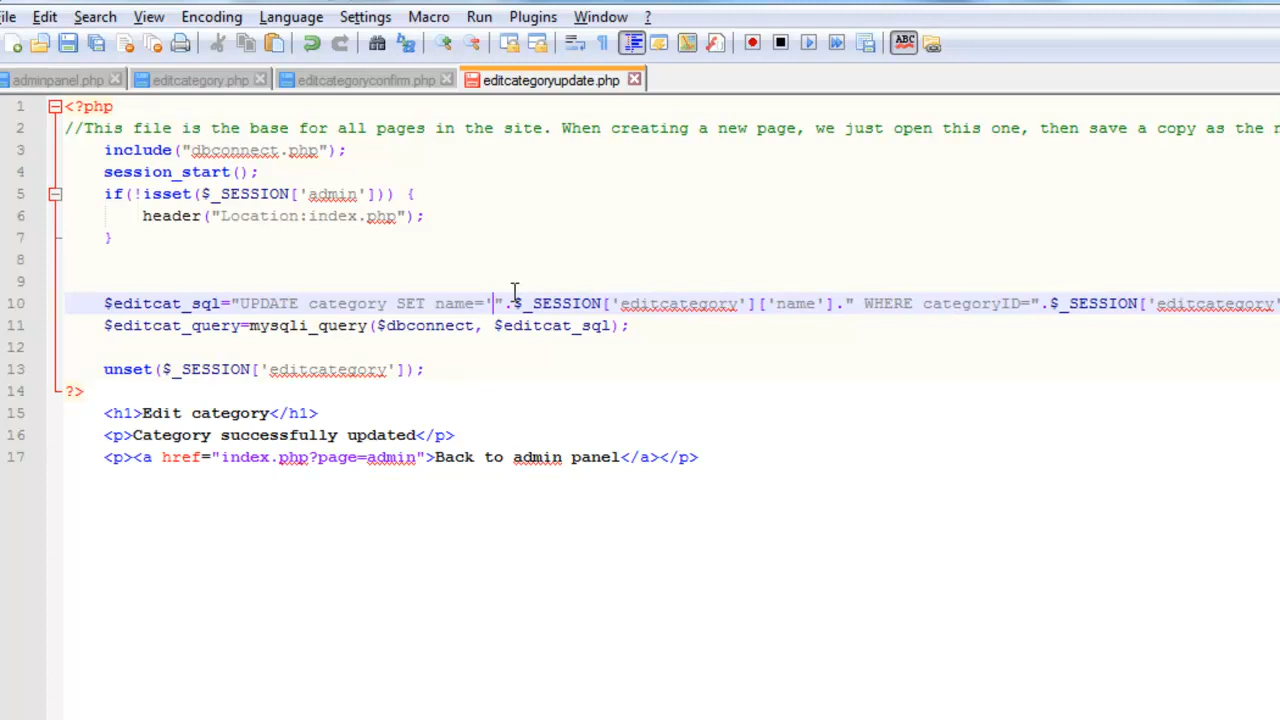 ile Edit Search View Encoding Language Settings Macro Run Plugins Window ?
ABC
adminpanel.php editcategory.php editcategoryconfirm.php editcategoryupdate.php
1 <?php
2 //This file is the base for all pages in the site. When creating a new page, we just open this one, then save a copy as the n
3 include("dbconnect.php");
4 session_start();
5 if(!isset($_SESSION['admin'])) {
6 header("Location:index.php");
7 }
8
9
10 $editcat_sql="UPDATE category SET name='".$_SESSION['editcategory']['name']." WHERE categoryID=".$_SESSION['editcategory'
11 $editcat_query=mysqli_query($dbconnect, $editcat_sql);
12
13 unset($_SESSION['editcategory']);
14 ?>
15 <h1>Edit category</h1>
16 <p>Category successfully updated</p>
17 <p><a href="index.php?page=admin">Back to admin panel</a></p>